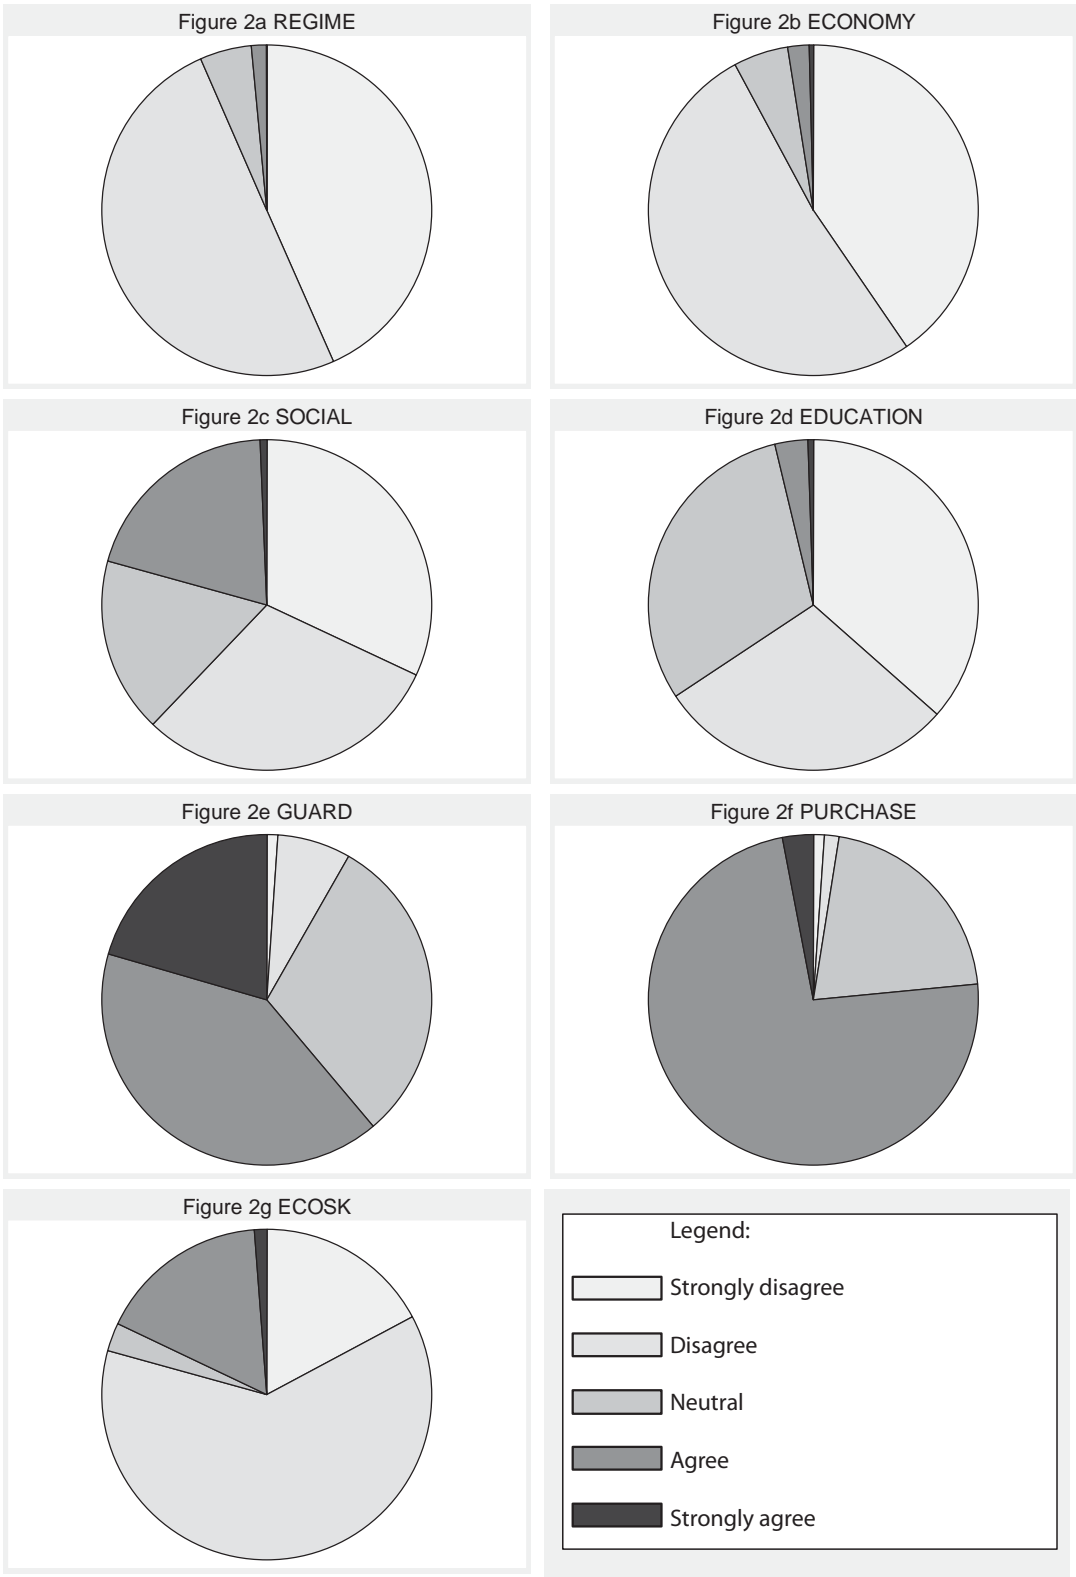 Figure 2a REGIME
Figure 2b ECONOMY
Figure 2c SOCIAL
Figure 2d EDUCATION
Figure 2e GUARD
Figure 2f PURCHASE
Figure 2g ECOSK
Legend:
Strongly disagree
Disagree
Neutral
Agree
Strongly agree